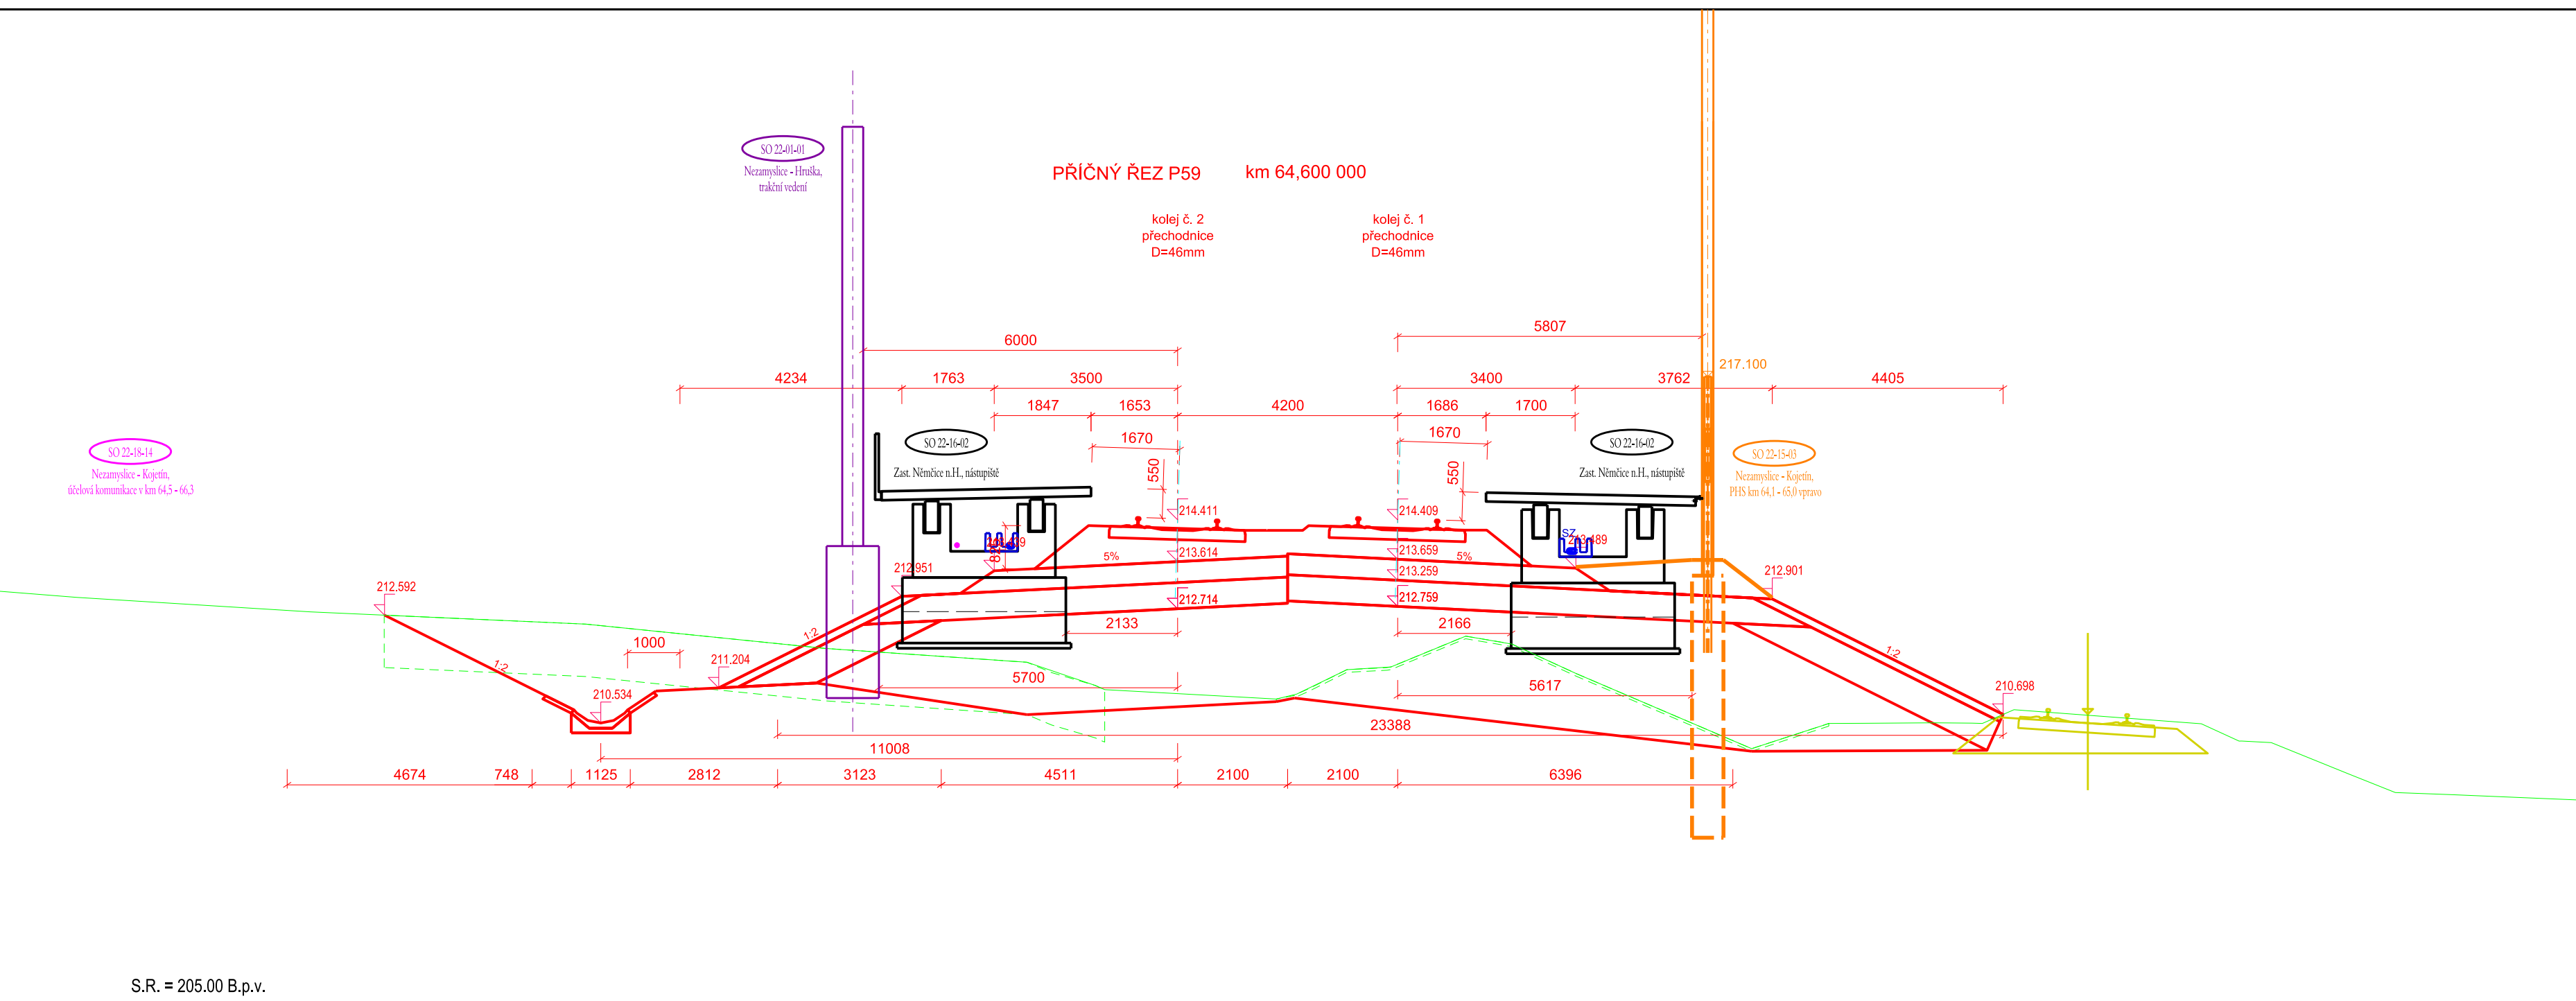 SO 22-01-01
Nezamyslice - Hruška,
trakční vedení
PŘÍČNÝ ŘEZ P59
km 64,600 000
kolej č. 2
přechodnice
D=46mm
kolej č. 1
přechodnice
D=46mm
5807
6000
217.100
4234
1763
3500
3400
3762
4405
1847
1653
4200
1686
1700
1670
1670
SO 22-18-14
Nezamyslice - Kojetín,
účelová komunikace v km 64,5 - 66,3
SO 22-16-02
Zast. Němčice n.H., nástupiště
550
550
SO 22-16-02
Zast. Němčice n.H., nástupiště
SO 22-15-03
Nezamyslice - Kojetín,
PHS km 64,1 - 65,0 vpravo
214.411
214.409
SZ
213.489
5%
213.614
213.659
5%
212.592
212.951
213.259
212.901
212.714
212.759
1:2
1000
2133
2166
1:2
1:2
211.204
5700
5617
210.698
210.534
23388
11008
4674
748
1125
2812
3123
4511
2100
2100
6396
S.R. = 205.00 B.p.v.